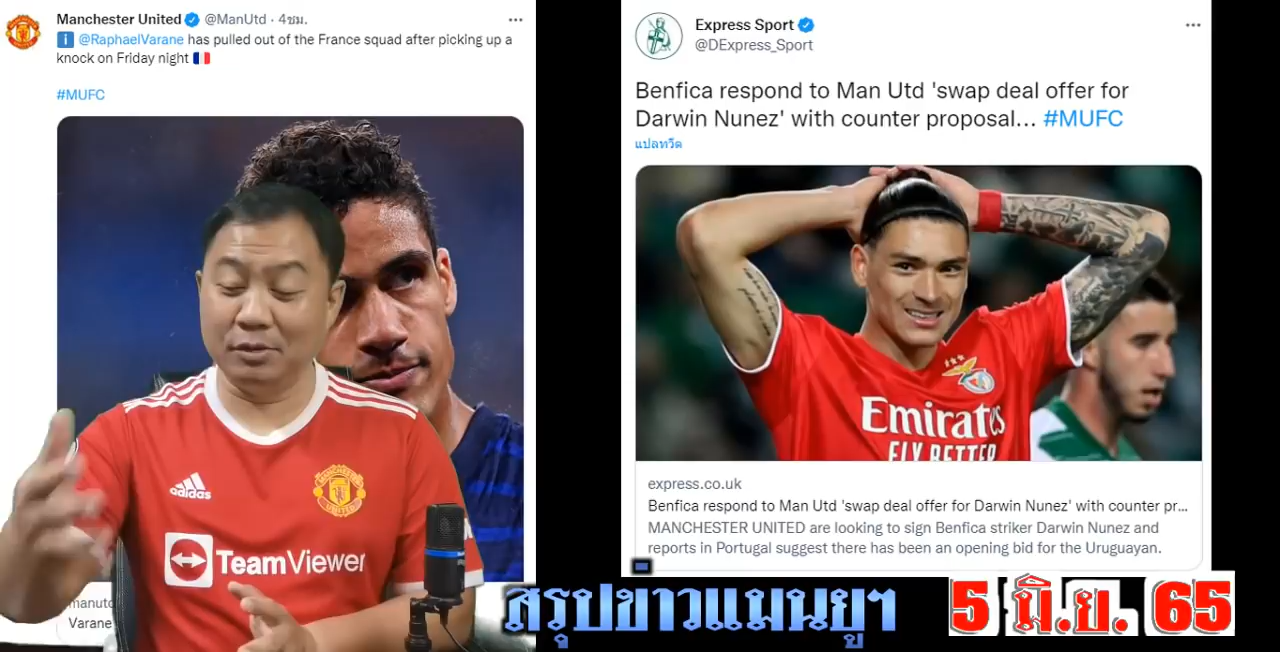 Manchester United @ManUtd · 4ชม.
@RaphaelVarane has pulled out of the France squad after picking up a
knock on Friday night
#MUFC
adidas
MANCHESTER
UNITED
TeamViewer
manuto
Varane
Express Sport
@DExpress_Sport
Benfica respond to Man Utd 'swap deal offer for
Darwin Nunez' with counter proposal... #MUFC
แปลทวีต
Emirates
FLY BETTER
express.co.uk
Benfica respond to Man Utd 'swap deal offer for Darwin Nunez' with counter pr...
MANCHESTER UNITED are looking to sign Benfica striker Darwin Nunez and
reports in Portugal suggest there has been an opening bid for the Uruguayan.
สรุปข่าวแมนยูฯ 5 มิ.ย. 65